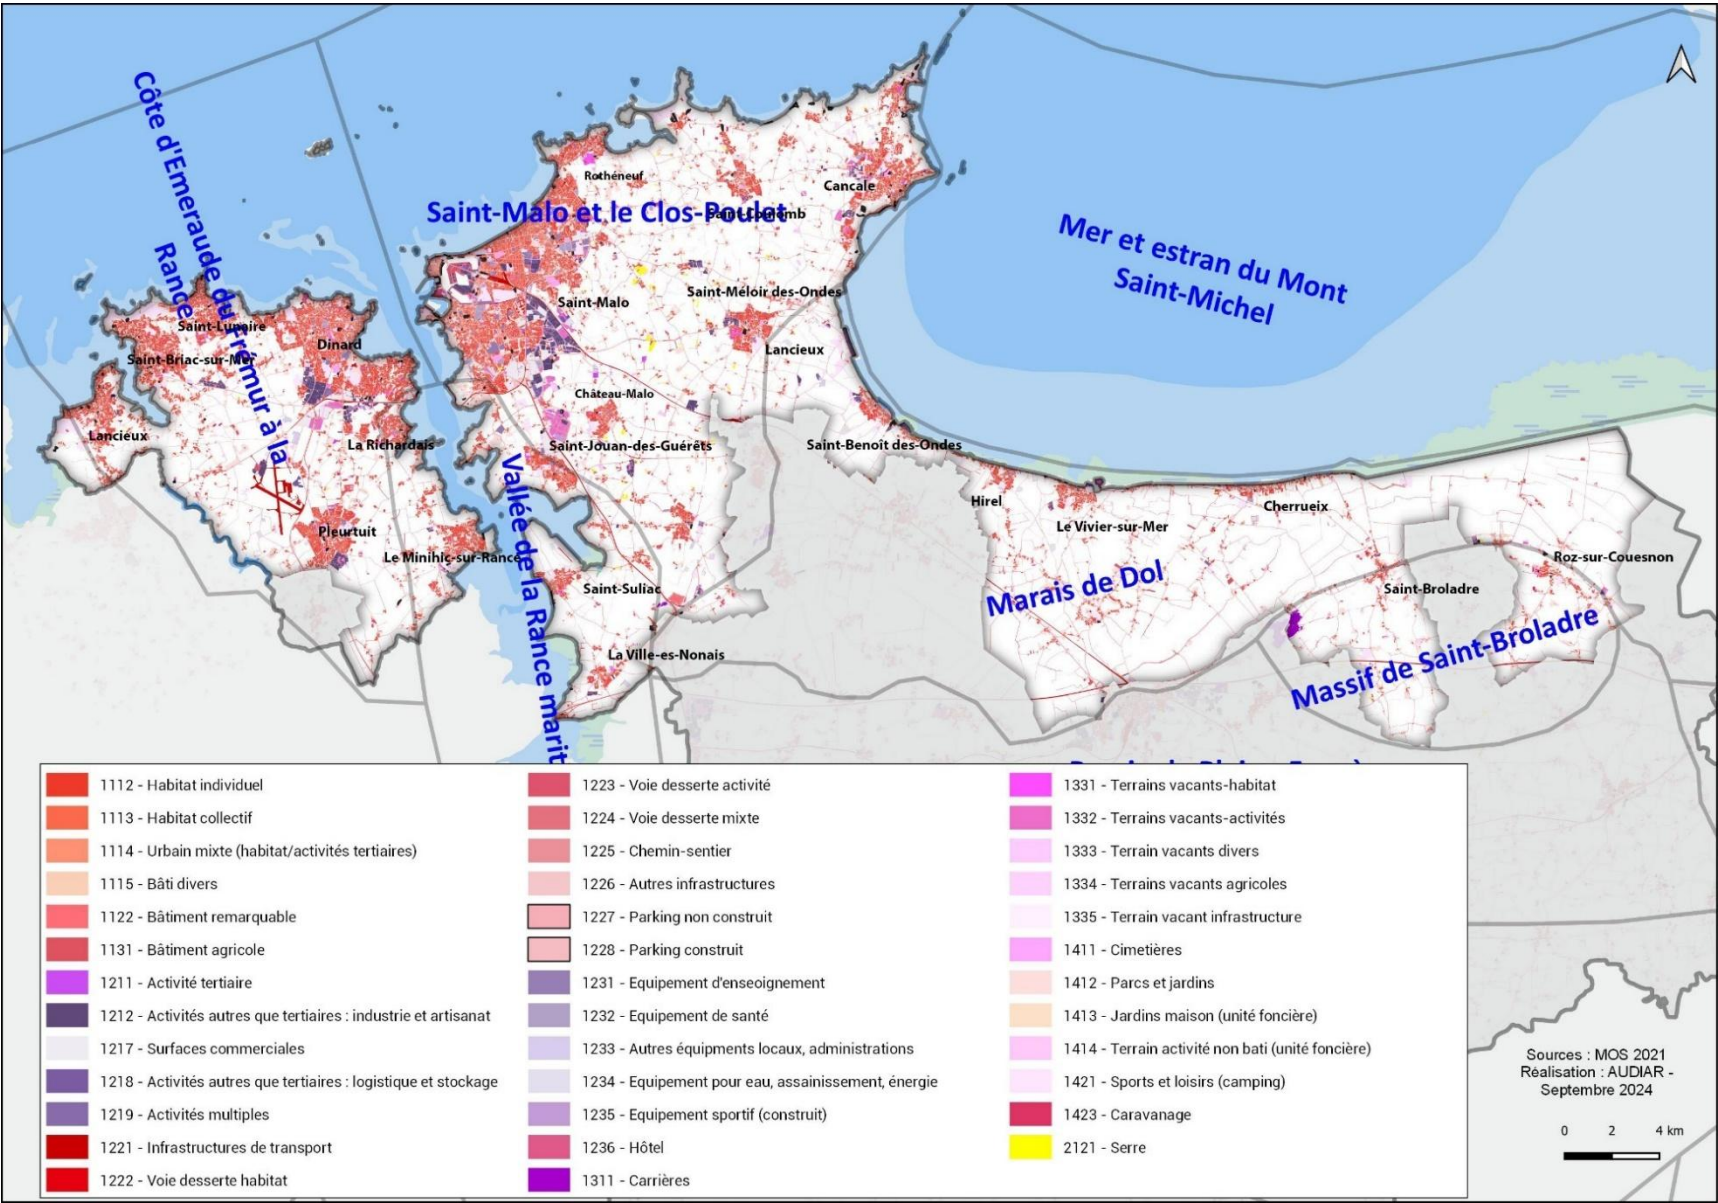 Côte d'Emeraude du Frémur à la
Rance
Rothéneuf
Cancale
Saint-Malo et le Clos-Poulet
Saint-Coulomb
Mer et estran du Mont
Saint-Michel
Saint-Malo
Saint-Méloir des-Ondes
Saint-Lunaire
Dinard
Lancieux
Saint-Briac-sur-Mer
Château-Malo
Lancieux
La Richardais
Saint-Jouan-des-Guérêts
Saint-Benoît des-Ondes
Vallée de la Rance marit
Hirel
Le Vivier-sur-Mer
Cherrueix
Pleurtuit
Le Minihic-sur-Rance
Roz-sur-Couesnon
Saint-Suliac
Marais de Dol
Saint-Broladre
La Ville-es-Nonais
Massif de Saint-Broladre
1112 - Habitat individuel
1113 - Habitat collectif
1114 - Urbain mixte (habitat/activités tertiaires)
1115 - Bâti divers
1122 - Bâtiment remarquable
1131 - Bâtiment agricole
1211 - Activité tertiaire
1212 - Activités autres que tertiaires : industrie et artisanat
1217 - Surfaces commerciales
1218 - Activités autres que tertiaires : logistique et stockage
1219 - Activités multiples
1221 - Infrastructures de transport
1222 - Voie desserte habitat
1223 - Voie desserte activité
1224 - Voie desserte mixte
1225 - Chemin-sentier
1226 - Autres infrastructures
1227 - Parking non construit
1228 - Parking construit
1231 - Equipement d'enseoignement
1232 - Equipement de santé
1233 - Autres équipments locaux, administrations
1234 - Equipement pour eau, assainissement, énergie
1235 - Equipement sportif (construit)
1236 - Hôtel
1311 - Carrières
1331 - Terrains vacants-habitat
1332 - Terrains vacants-activités
1333 - Terrain vacants divers
1334 - Terrains vacants agricoles
1335 - Terrain vacant infrastructure
1411 - Cimetières
1412 - Parcs et jardins
1413 - Jardins maison (unité foncière)
1414 - Terrain activité non bati (unité foncière)
1421 - Sports et loisirs (camping)
1423 - Caravanage
2121 - Serre
Sources : MOS 2021
Réalisation : AUDIAR -
Septembre 2024
0 2 4 km